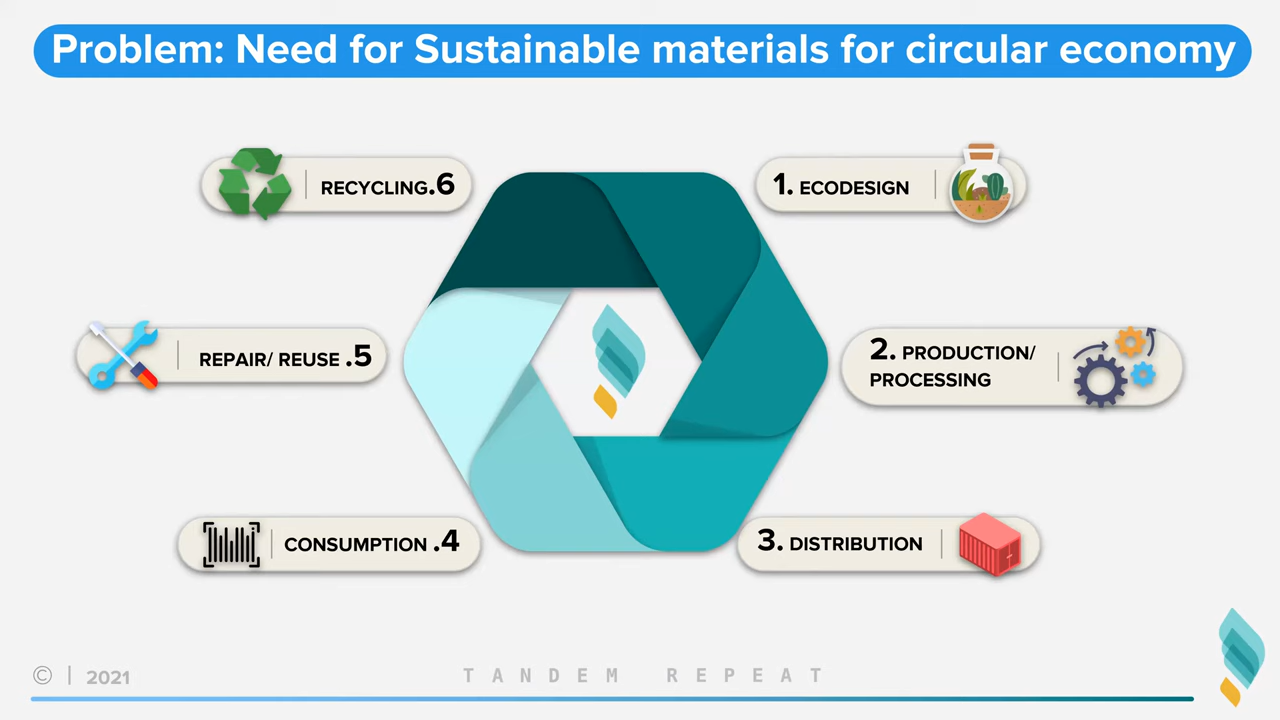 Problem: Need for Sustainable materials for circular economy
RECYCLING.6
1. ECODESIGN
REPAIR/ REUSE .5
2. PRODUCTION/
PROCESSING
CONSUMPTION .4
3. DISTRIBUTION
© | 2021
TANDEM REPEAT